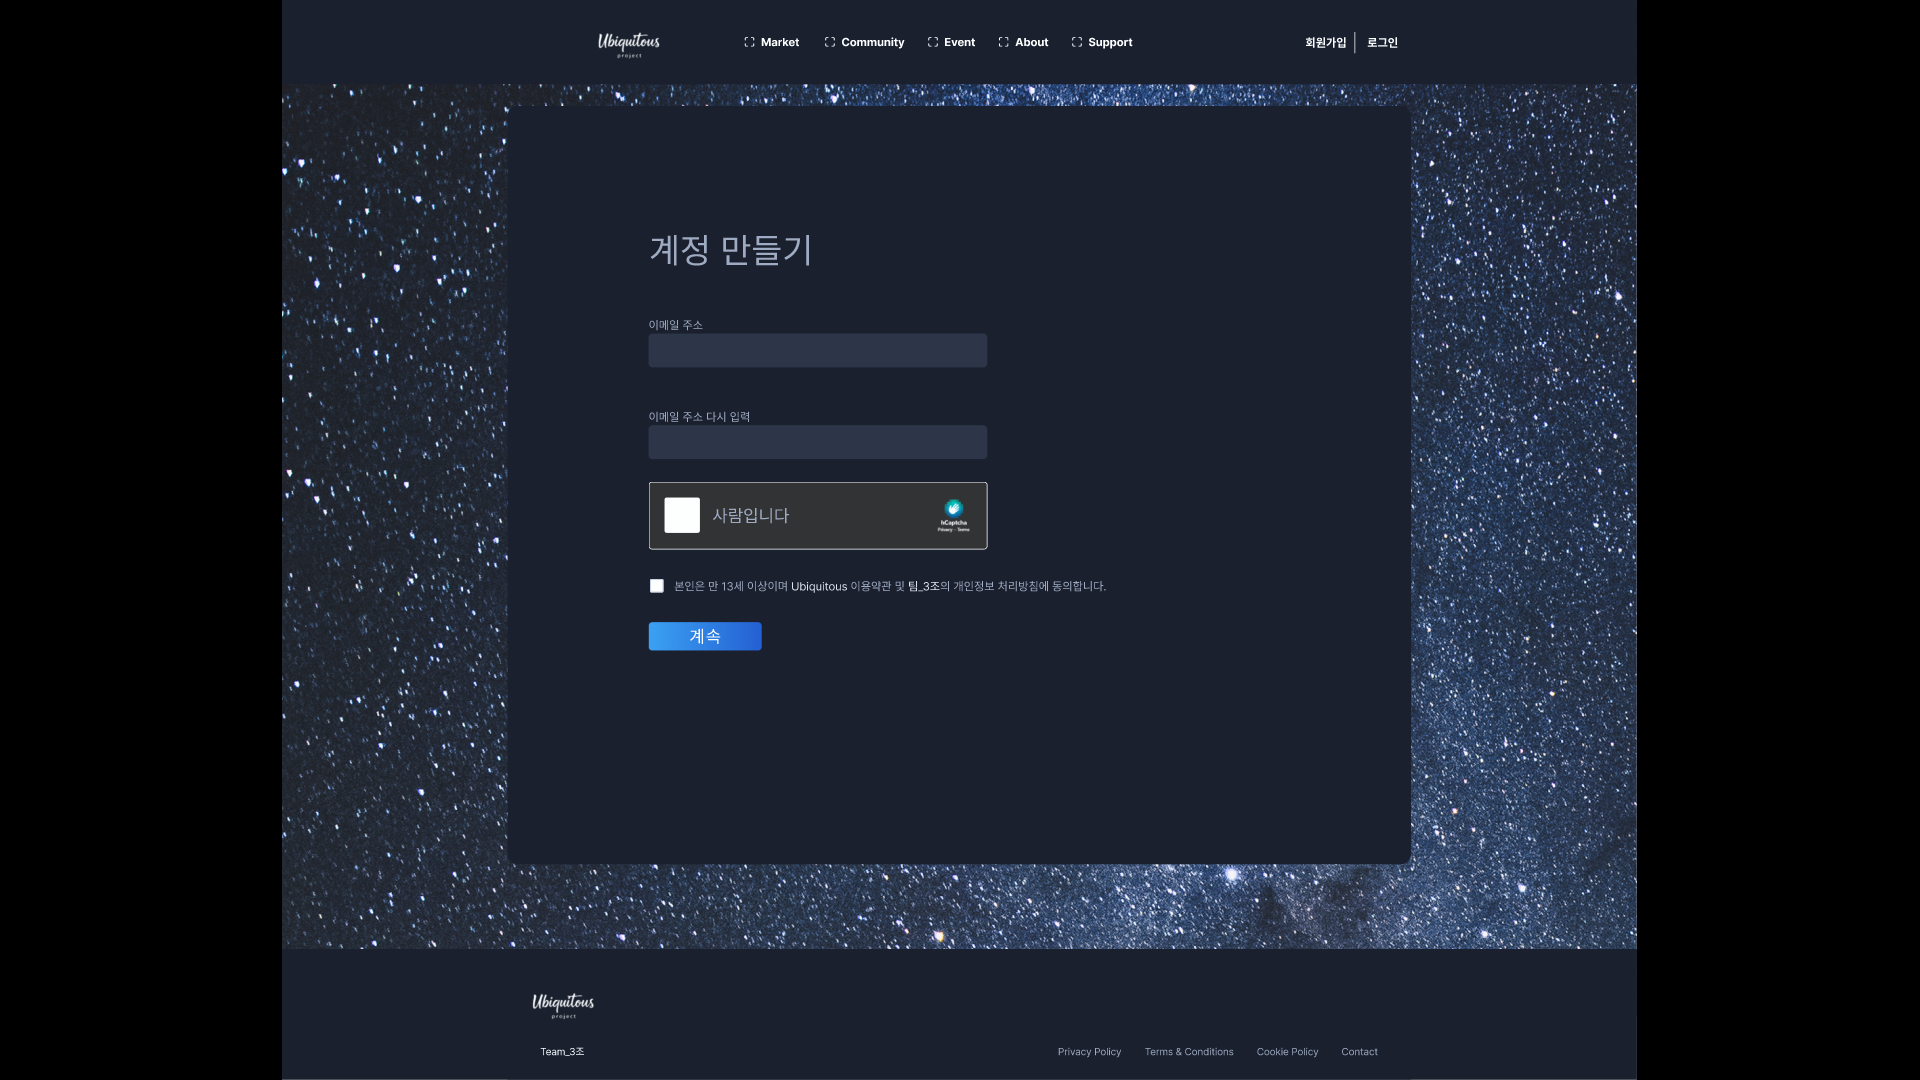 Ubiquitous
project
Market
Community
Event
About
Support
회원가입
로그인
계정 만들기
이메일 주소
이메일 주소 다시 입력
사람입니다
hCaptcha
Privacy - Terms
본인은 만 13세 이상이며 Ubiquitous 이용약관 및 팀_3조의 개인정보 처리방침에 동의합니다.
계속
Ubiquitous
project
Team_3조
Privacy Policy
Terms & Conditions
Cookie Policy
Contact